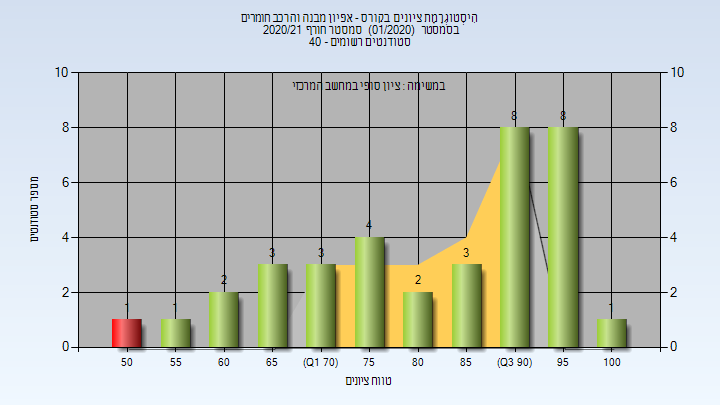 היסטוגרמת ציונים בקורס - אפיון מבנה והרכב חומרים
בסמסטר (01/2020) סמסטר חורף 2020/21
סטודנטים רשומים - 40
במשימה : ציון סופי במחשב המרכזי
10 10
8 8
6 6
4 4
2 2
0 0
1 1 2 3 3 4 2 3 8 8 1
50 55 60 65 (Q1 70) 75 80 85 (Q3 90) 95 100
מספר סטודנטים
טווח ציונים